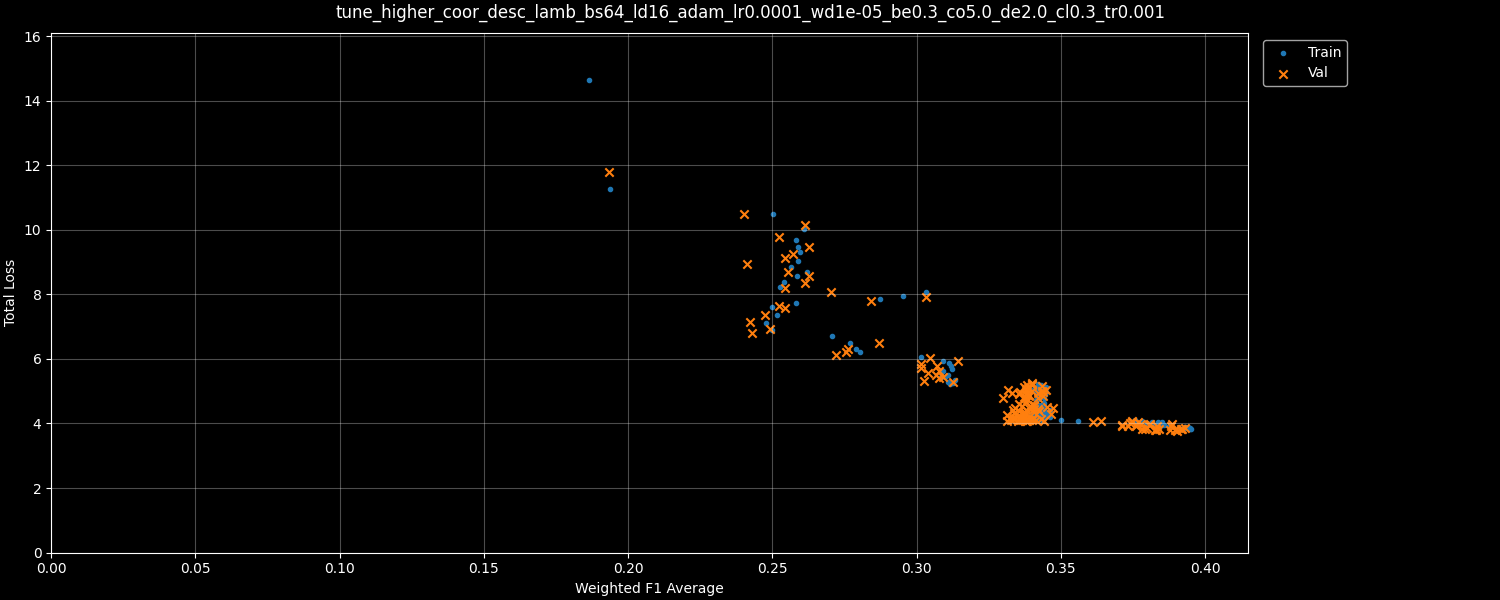 tune_higher_coor_desc_lamb_bs64_ld16_adam_lr0.0001_wd1e-05_be0.3_co5.0_de2.0_cl0.3_tr0.001
16
14
12
10
8
6
4
2
0
Total Loss
0.00 0.05 0.10 0.15 0.20 0.25 0.30 0.35 0.40
Weighted F1 Average
Train
Val